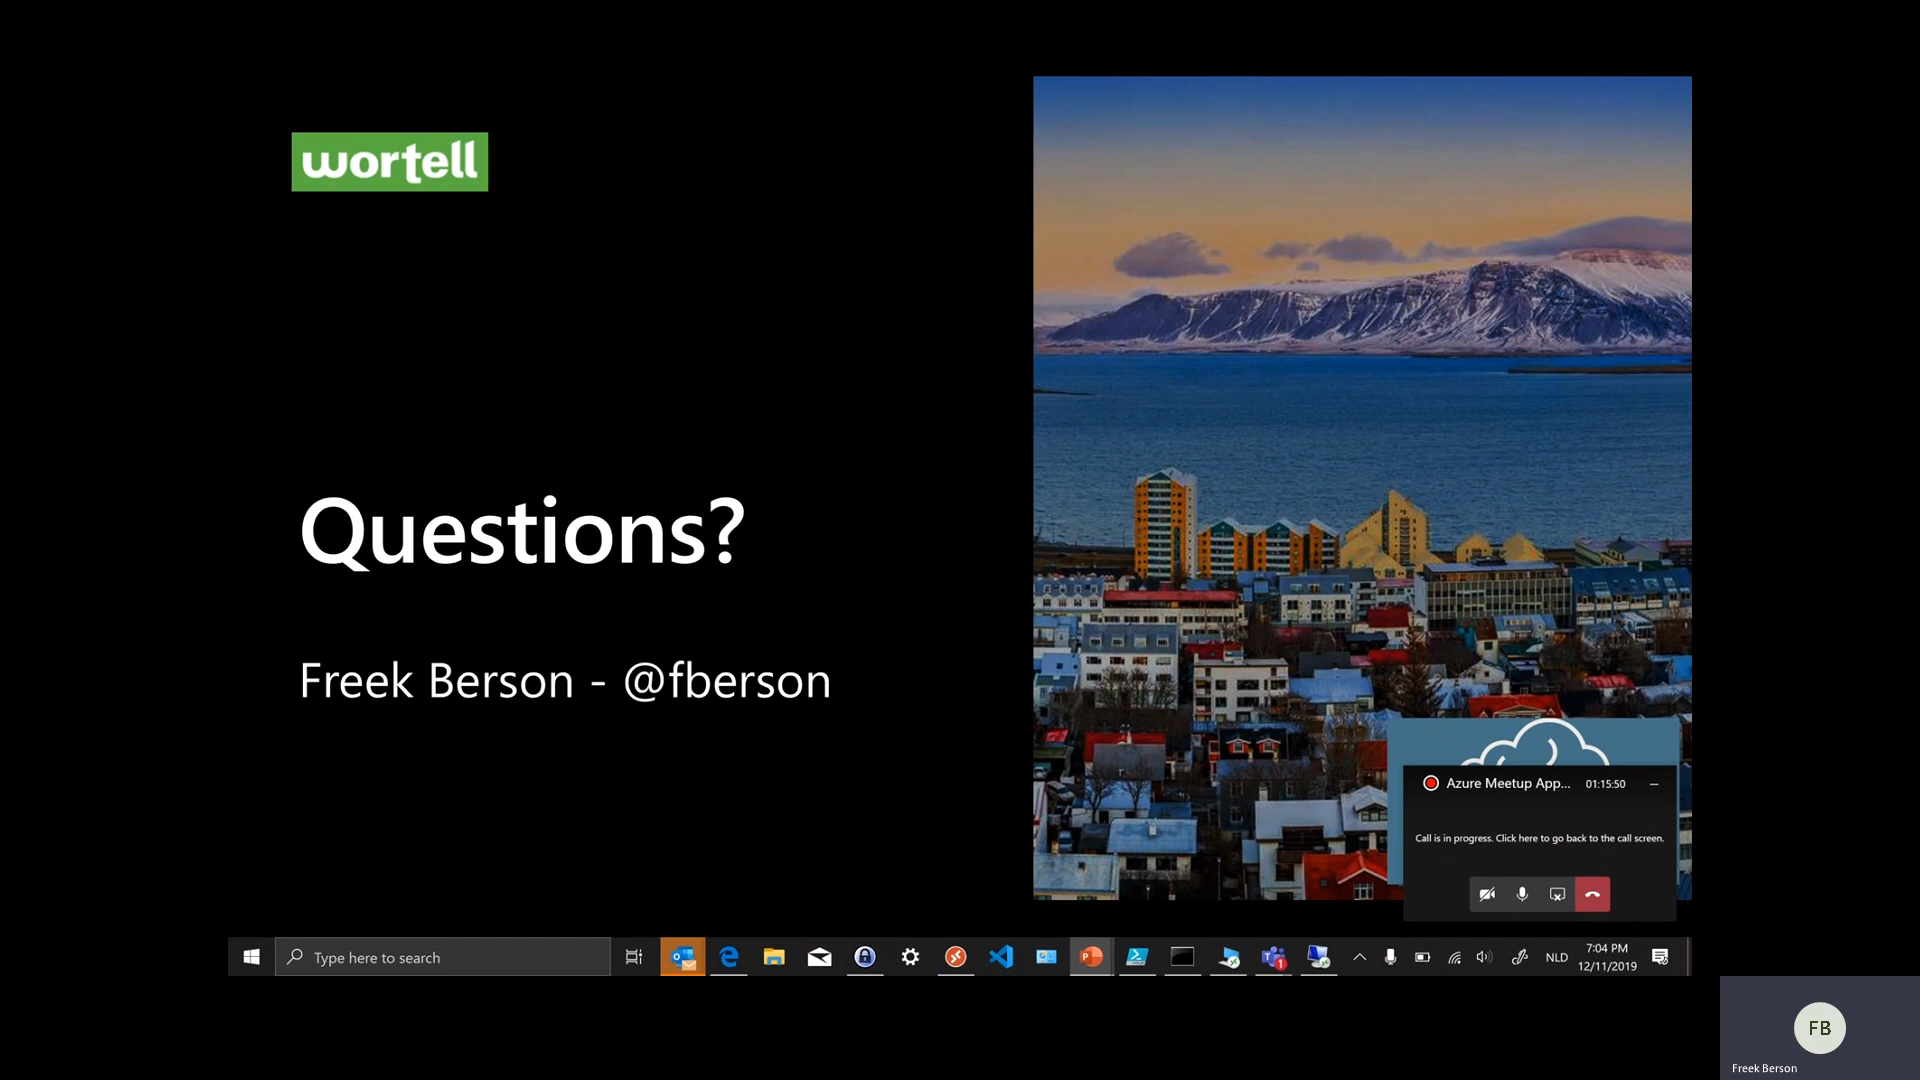 wortell
Questions?
Freek Berson - @fberson
Azure Meetup App... 01:15:50
Call is in progress. Click here to go back to the call screen.
Type here to search
1
NLD
7:04 PM
12/11/2019
FB
Freek Berson